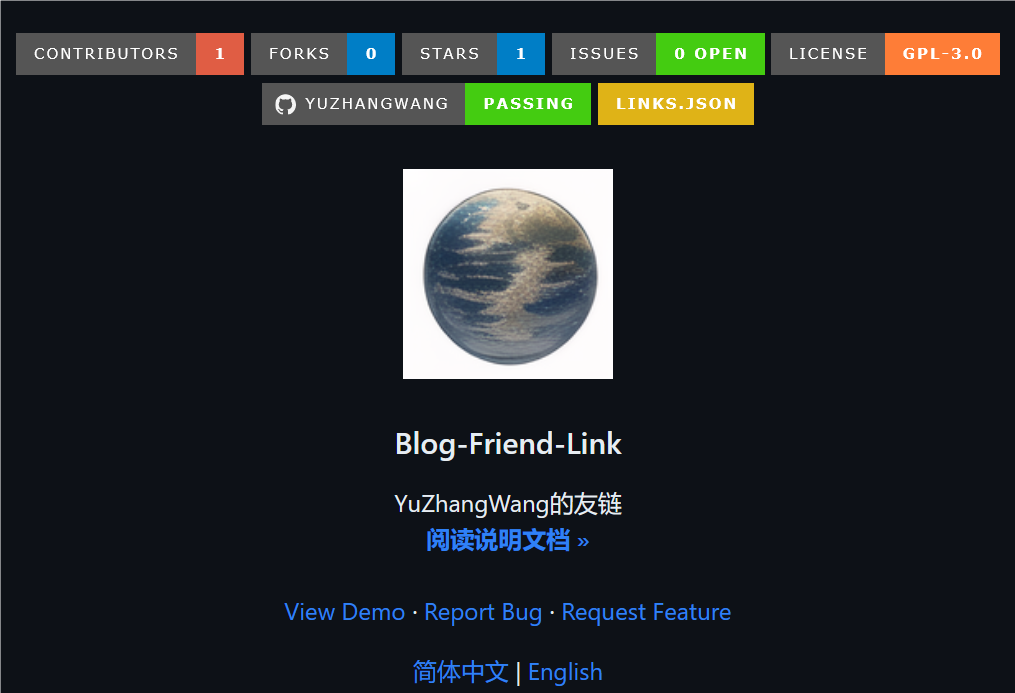 CONTRIBUTORS 1 FORKS 0 STARS 1 ISSUES 0 OPEN LICENSE GPL-3.0
YUZHANGWANG PASSING LINKS.JSON
Blog-Friend-Link
YuZhangWang的友链
阅读说明文档 »
View Demo · Report Bug · Request Feature
简体中文 | English